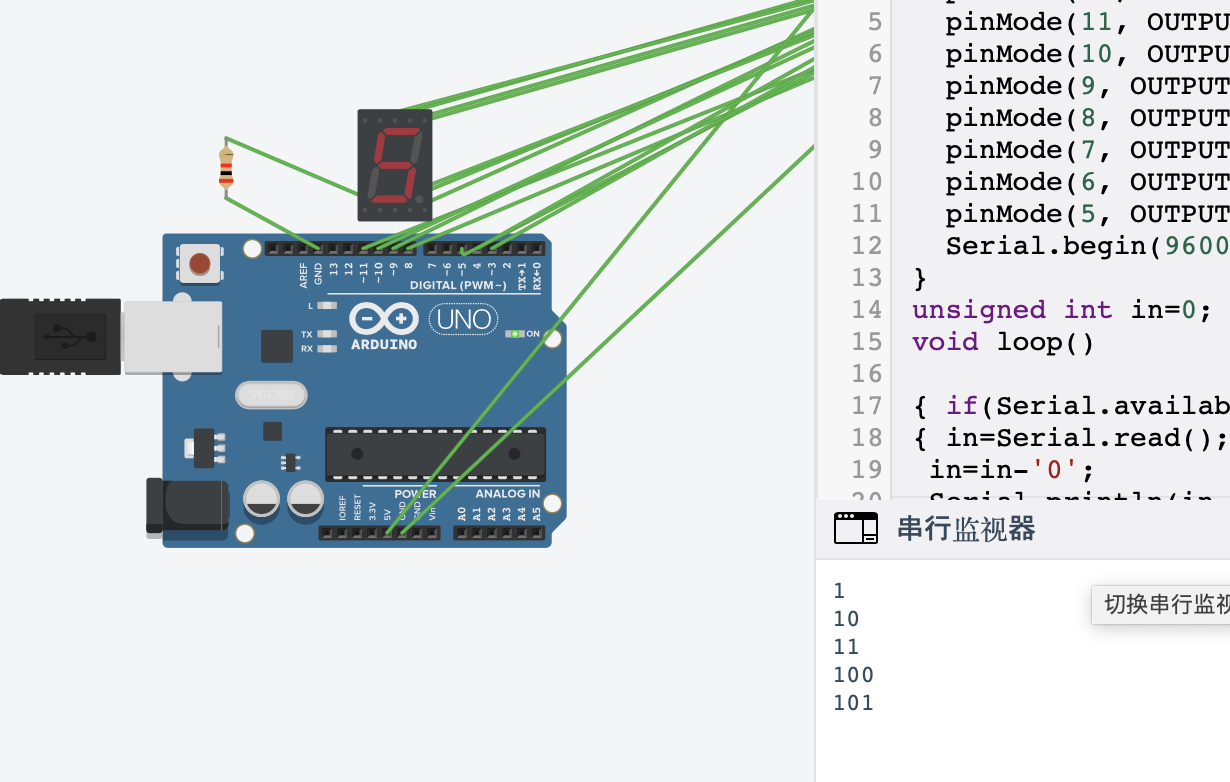 5 pinMode(11, OUTPU
6 pinMode(10, OUTPU
7 pinMode(9, OUTPUT
8 pinMode(8, OUTPUT
9 pinMode(7, OUTPUT
10 pinMode(6, OUTPUT
11 pinMode(5, OUTPUT
12 Serial.begin(9600
13 }
14 unsigned int in=0;
15 void loop()
16
17 { if(Serial.availab
18 { in=Serial.read();
19 in=in-'0';
20 Serial.println(in
5
AREF GND 13 12 ~11 ~10 ~9 8 7 ~6 ~5 4 ~3 2 TX→1 RX←0
DIGITAL (PWM~)
L
TX
RX
UNO
ON
ARDUINO
POWER
ANALOG IN
IOREF RESET 3.3V 5V GND GND Vin A0 A1 A2 A3 A4 A5
串行监视器
切换串行监视
1
10
11
100
101